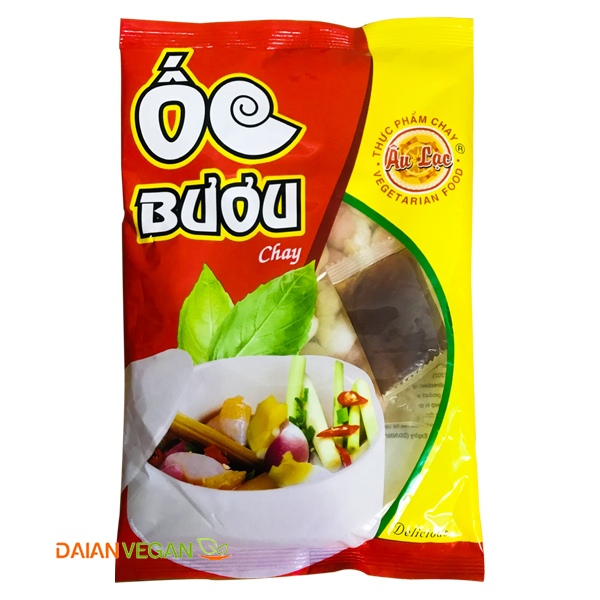 ỐC
BƯƠU
Chay
THỰC PHẨM CHAY
Âu Lạc
®
VEGETARIAN FOOD
Delicious
DAIANVEGAN